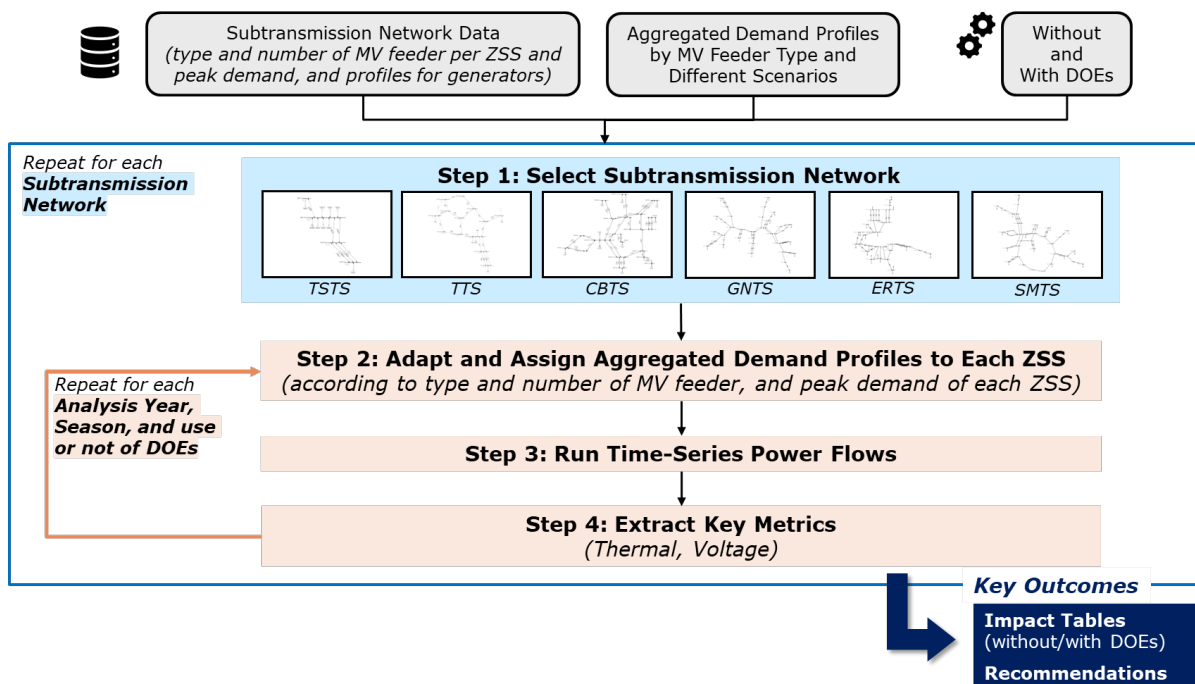 Subtransmission Network Data
(type and number of MV feeder per ZSS and
peak demand, and profiles for generators)
Aggregated Demand Profiles
by MV Feeder Type and
Different Scenarios
Without
and
With DOEs
Repeat for each
Subtransmission
Network
Step 1: Select Subtransmission Network
TSTS
TTS
CBTS
GNTS
ERTS
SMTS
Step 2: Adapt and Assign Aggregated Demand Profiles to Each ZSS
(according to type and number of MV feeder, and peak demand of each ZSS)
Repeat for each
Analysis Year,
Season, and use
or not of DOEs
Step 3: Run Time-Series Power Flows
Step 4: Extract Key Metrics
(Thermal, Voltage)
Key Outcomes
Impact Tables
(without/with DOEs)
Recommendations